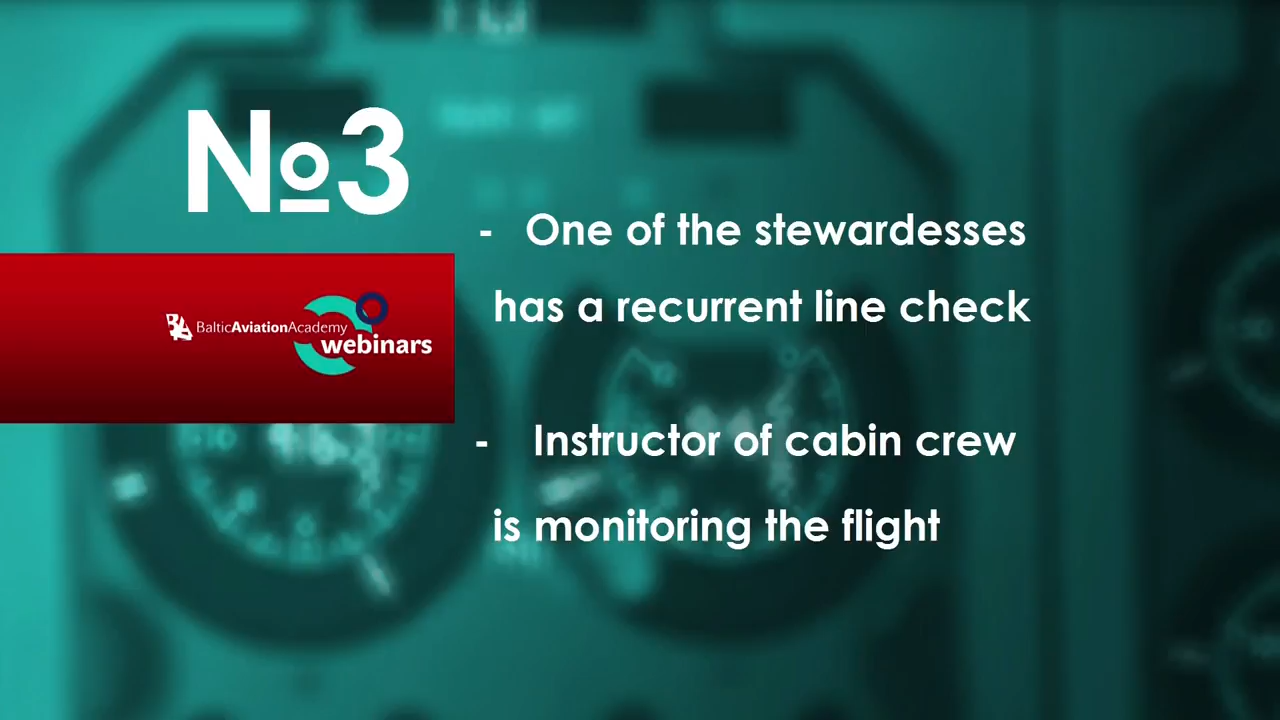 №3
- One of the stewardesses
has a recurrent line check
BAA BalticAviationAcademy
webinars
- Instructor of cabin crew
is monitoring the flight